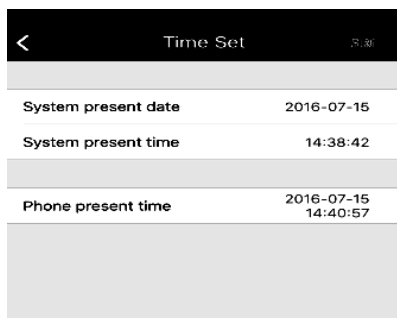 Time Set
System present date 2016-07-15
System present time 14:38:42
Phone present time 2016-07-15
14:40:57